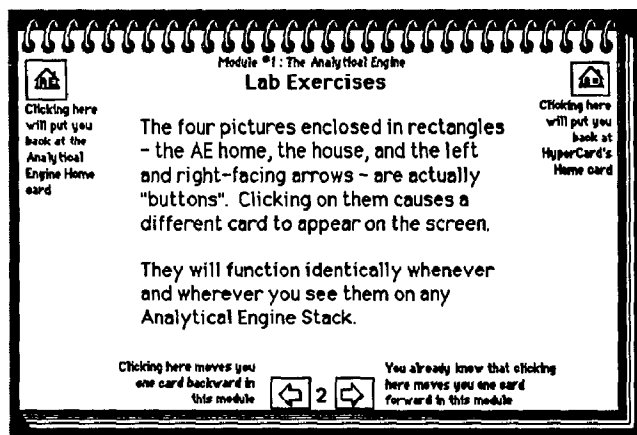 Module #1: The Analytical Engine
Lab Exercises
Clicking here
will put you
back at the
Analytical
Engine Home
card
Clicking here
will put you
back at
HyperCard's
Home card
The four pictures enclosed in rectangles
- the AE home, the house, and the left
and right-facing arrows - are actually
"buttons". Clicking on them causes a
different card to appear on the screen.
They will function identically whenever
and wherever you see them on any
Analytical Engine Stack.
Clicking here moves you
one card backward in
this module
2
You already know that clicking
here moves you one card
forward in this module